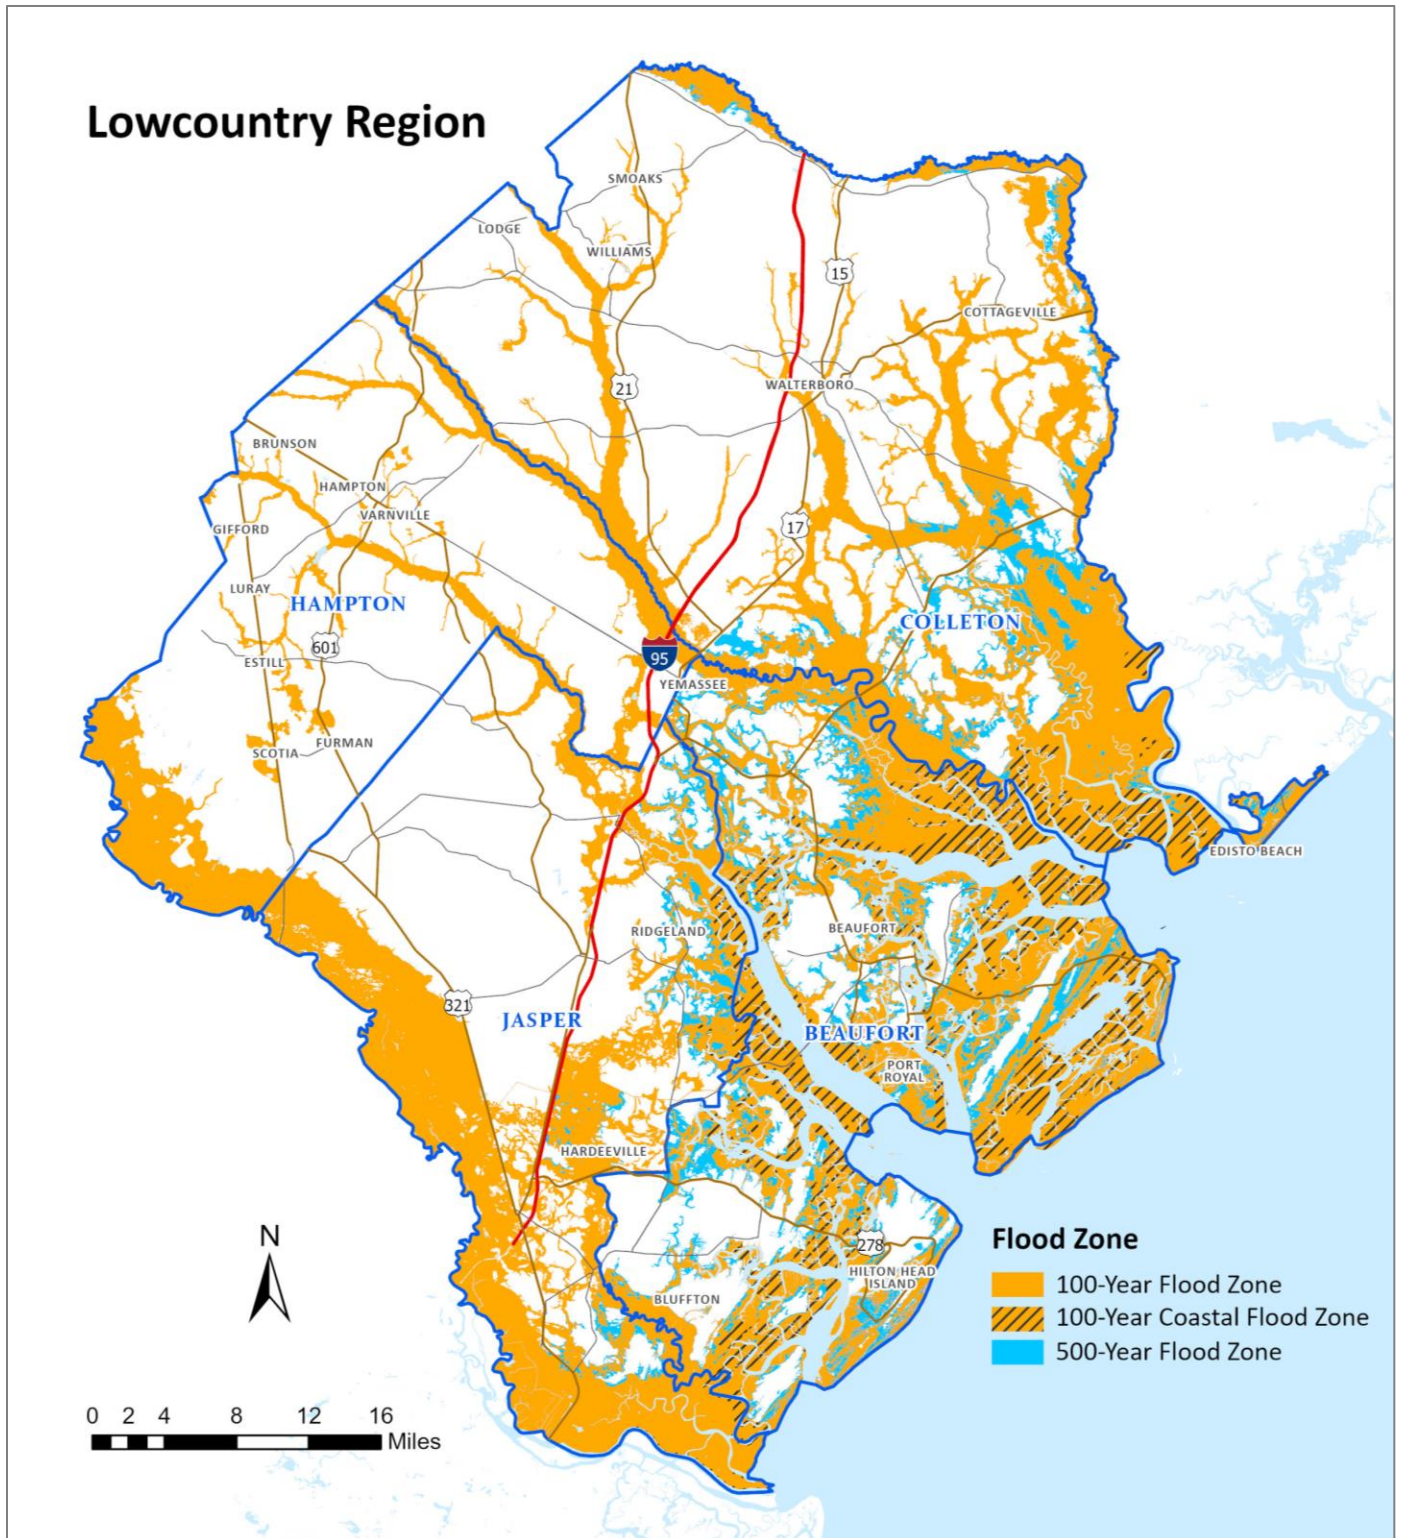 Lowcountry Region
SMOAKS
LODGE
WILLIAMS
15
COTTAGEVILLE
21
WALTERBORO
BRUNSON
HAMPTON
VARNVILLE
GIFFORD
17
LURAY
HAMPTON
COLLETON
601
ESTILL
95
YEMASSEE
SCOTIA
FURMAN
EDISTO BEACH
RIDGELAND
BEAUFORT
321
JASPER
BEAUFORT
PORT
ROYAL
HARDEEVILLE
278
HILTON HEAD
ISLAND
BLUFFTON
N
0 2 4 8 12 16
Miles
Flood Zone
100-Year Flood Zone
100-Year Coastal Flood Zone
500-Year Flood Zone